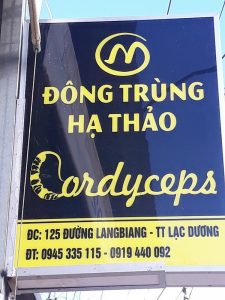 ĐÔNG TRÙNG
HẠ THẢO
Cordyceps
ĐC: 125 ĐƯỜNG LANGBIANG - TT LẠC DƯƠNG
ĐT: 0945 335 115 - 0919 440 092